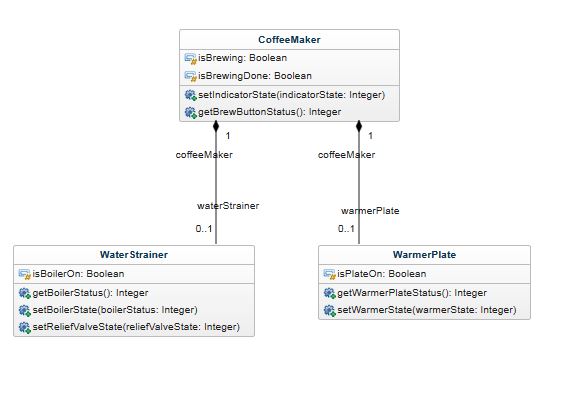 CoffeeMaker
isBrewing: Boolean
isBrewingDone: Boolean
setIndicatorState(indicatorState: Integer)
getBrewButtonStatus(): Integer
1
1
coffeeMaker
coffeeMaker
waterStrainer
warmerPlate
0..1
0..1
WaterStrainer
isBoilerOn: Boolean
getBoilerStatus(): Integer
setBoilerState(boilerStatus: Integer)
setReliefValveState(reliefValveState: Integer)
WarmerPlate
isPlateOn: Boolean
getWarmerPlateStatus(): Integer
setWarmerState(warmerState: Integer)